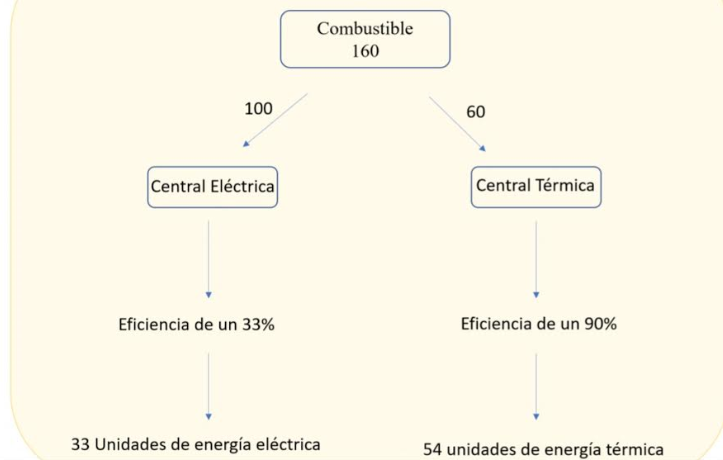 Combustible
160
100
60
Central Eléctrica
Central Térmica
Eficiencia de un 33%
Eficiencia de un 90%
33 Unidades de energía eléctrica
54 unidades de energía térmica